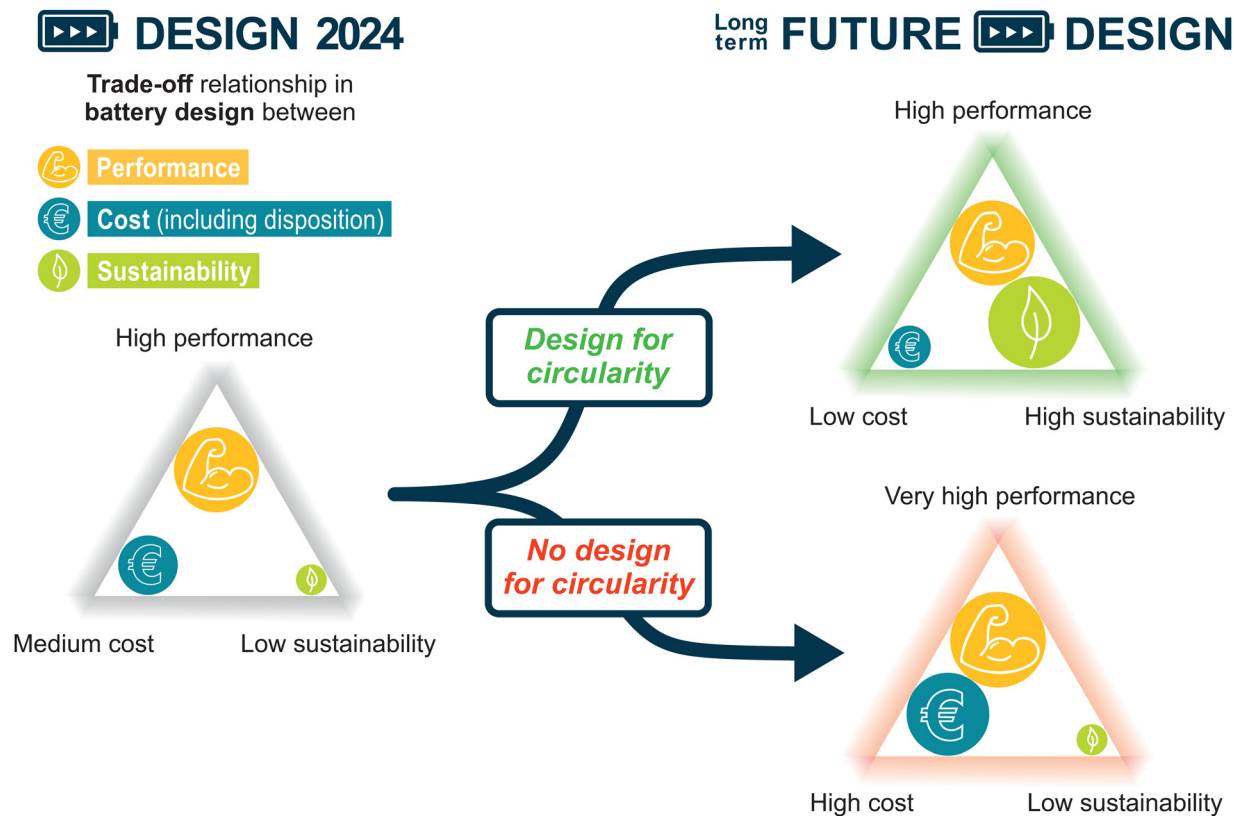 DESIGN 2024
Trade-off relationship in
battery design between
Performance
Cost (including disposition)
Sustainability
High performance
Medium cost
Low sustainability
Design for
circularity
No design
for circularity
Long
term
FUTURE DESIGN
High performance
Low cost
High sustainability
Very high performance
High cost
Low sustainability